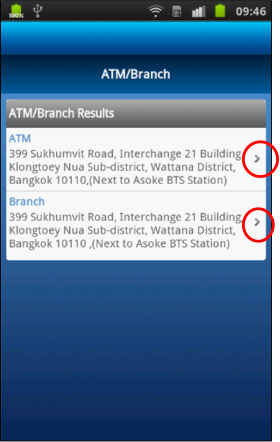 100%
09:46
ATM/Branch
ATM/Branch Results
ATM
399 Sukhumvit Road, Interchange 21 Building,
Klongtoey Nua Sub-district, Wattana District,
Bangkok 10110,(Next to Asoke BTS Station)
Branch
399 Sukhumvit Road, Interchange 21 Building,
Klongtoey Nua Sub-district, Wattana District,
Bangkok 10110 ,(Next to Asoke BTS Station)